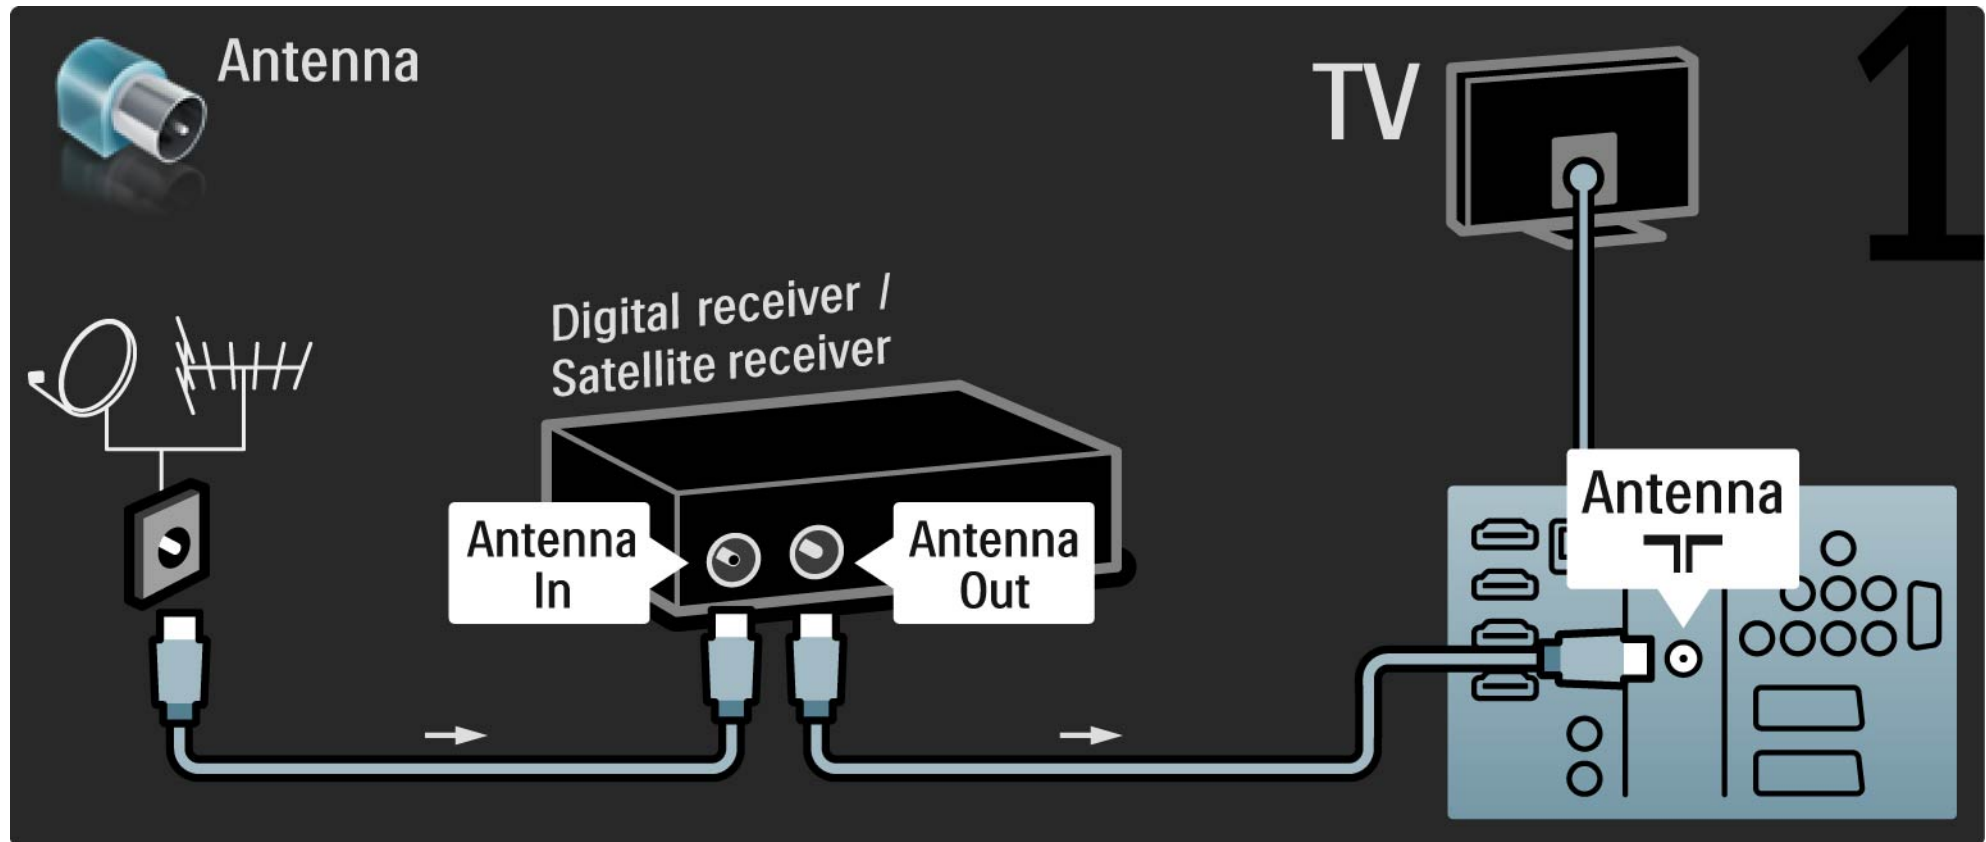 Antenna
TV
1
Digital receiver /
Satellite receiver
Antenna
In
Antenna
Out
Antenna